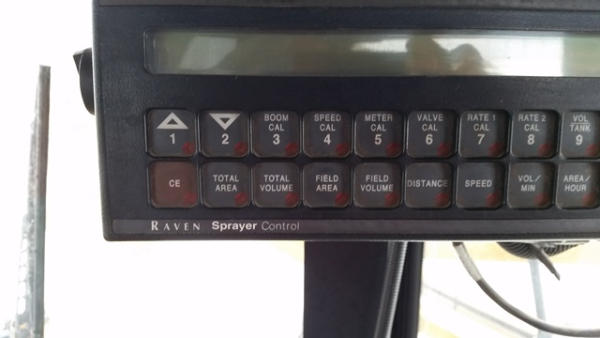 1
2
BOOM CAL 3
SPEED CAL 4
METER CAL 5
VALVE CAL 6
RATE 1 CAL 7
RATE 2 CAL 8
VOL TANK 9
CE
TOTAL AREA
TOTAL VOLUME
FIELD AREA
FIELD VOLUME
DISTANCE
SPEED
VOL/ MIN
AREA/ HOUR
RAVEN Sprayer Control